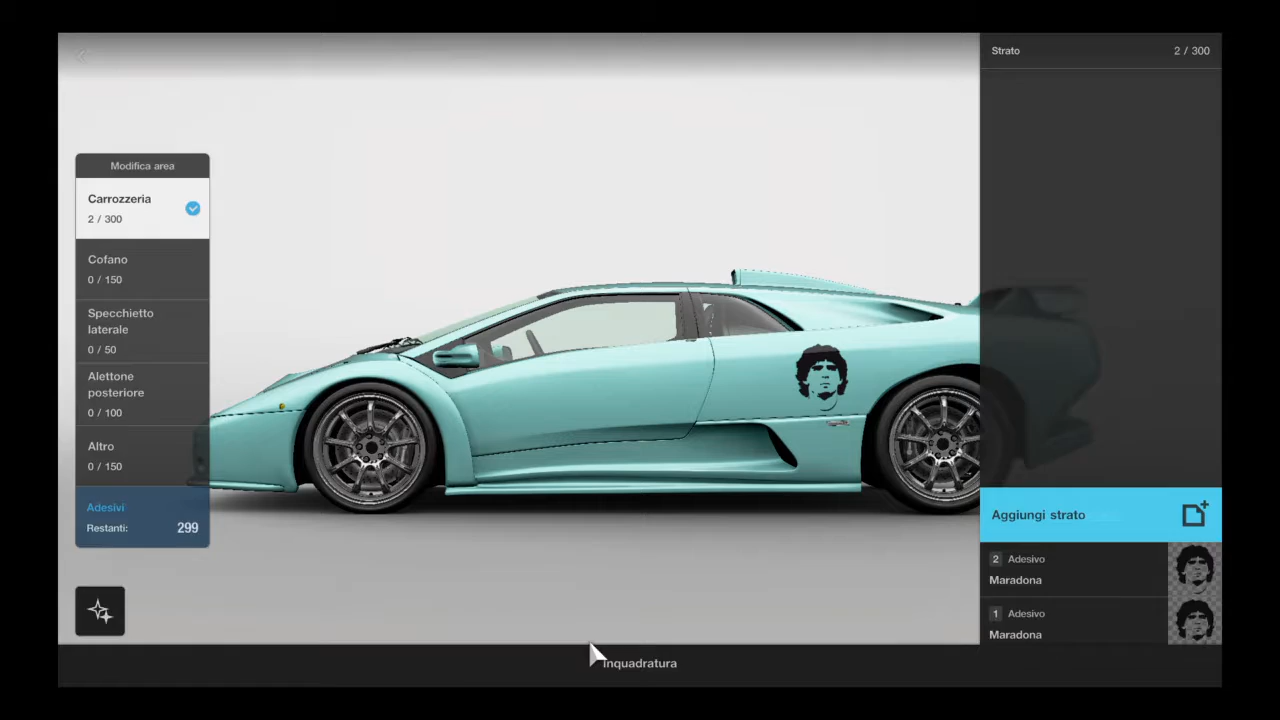 Strato 2 / 300
Modifica area
Carrozzeria
2 / 300
Cofano
0 / 150
Specchietto
laterale
0 / 50
Alettone
posteriore
0 / 100
Altro
0 / 150
Adesivi
Restanti: 299
Aggiungi strato
2 Adesivo
Maradona
1 Adesivo
Maradona
Inquadratura